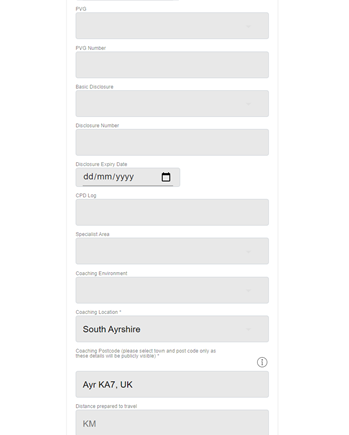 PVG
PVG Number
Basic Disclosure
Disclosure Number
Disclosure Expiry Date
dd/mm/yyyy
CPD Log
Specialist Area
Coaching Environment
Coaching Location *
South Ayrshire
Coaching Postcode (please select town and post code only as
these details will be publicly visible) *
Ayr KA7, UK
Distance prepared to travel
KM